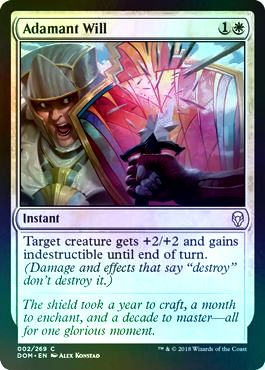 Adamant Will 1
Instant
Target creature gets +2/+2 and gains
indestructible until end of turn.
(Damage and effects that say “destroy”
don’t destroy it.)
The shield took a year to craft, a month
to enchant, and a decade to master—all
for one glorious moment.
002/269 C
DOM • EN Alex Konstad
™ & © 2018 Wizards of the Coast